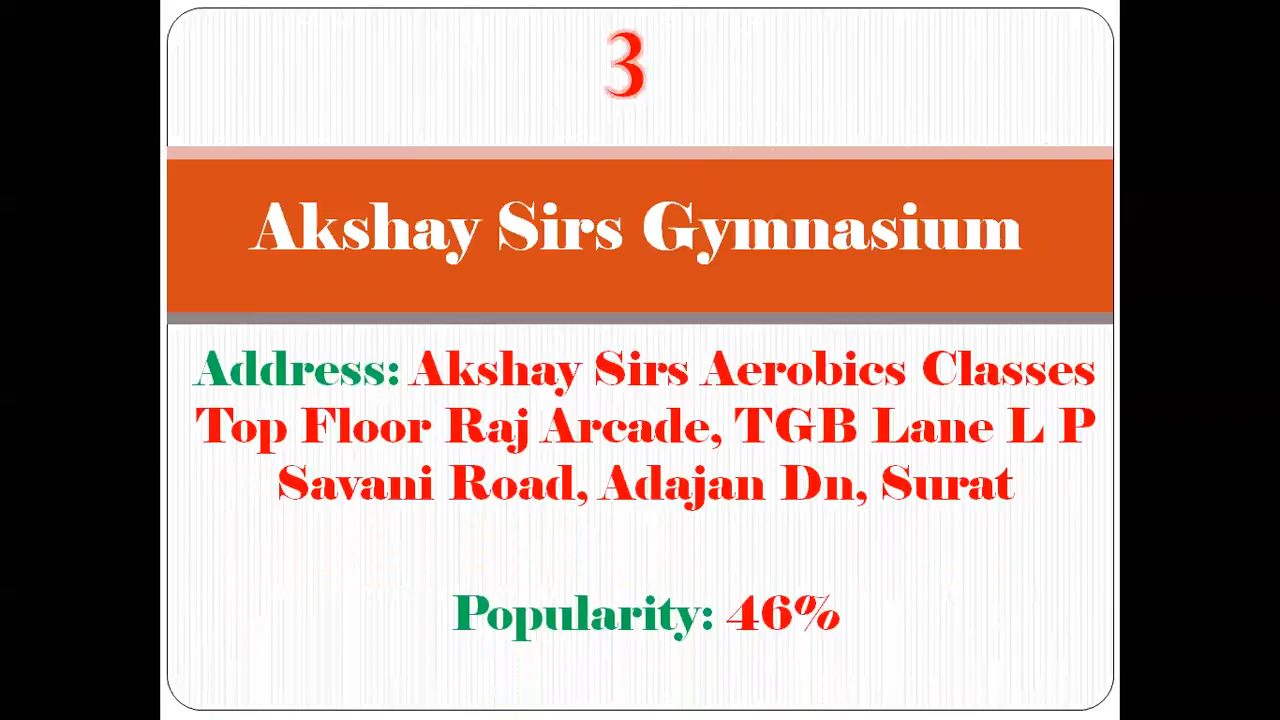 3
Akshay Sirs Gymnasium
Address: Akshay Sirs Aerobics Classes
Top Floor Raj Arcade, TGB Lane L P
Savani Road, Adajan Dn, Surat
Popularity: 46%